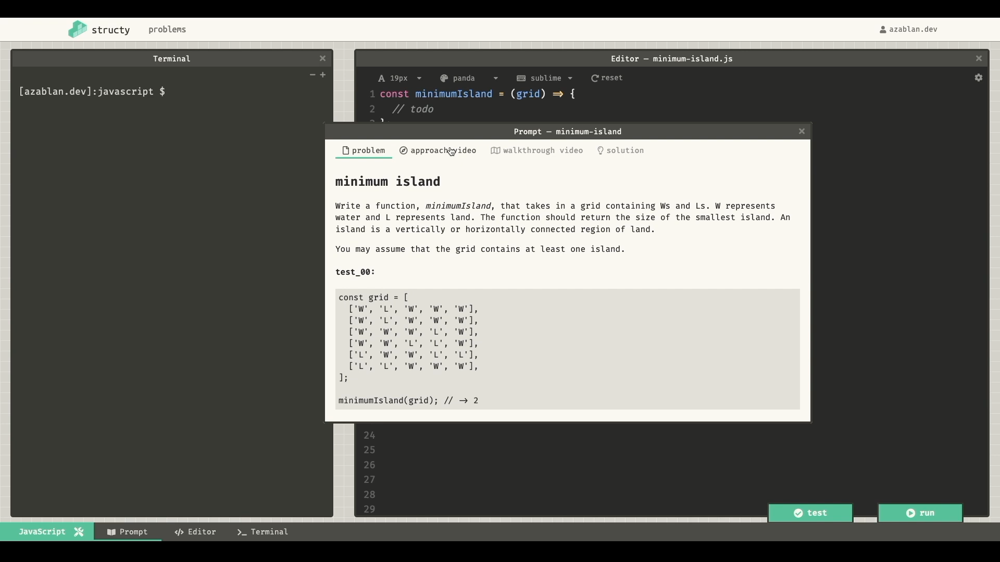 structy
problems
azablan.dev
Terminal
[azablan.dev]:javascript $
Editor — minimum-island.js
19px
panda
sublime
reset
1 const minimumIsland = (grid) => {
2 // todo
Prompt — minimum-island
problem
approach video
walkthrough video
solution
minimum island
Write a function, minimumIsland, that takes in a grid containing Ws and Ls. W represents
water and L represents land. The function should return the size of the smallest island. An
island is a vertically or horizontally connected region of land.
You may assume that the grid contains at least one island.
test_00:
const grid = [
['W', 'L', 'W', 'W', 'W'],
['W', 'L', 'W', 'W', 'W'],
['W', 'W', 'W', 'L', 'W'],
['W', 'W', 'L', 'L', 'W'],
['L', 'W', 'W', 'L', 'L'],
['L', 'L', 'W', 'W', 'W'],
];
minimumIsland(grid); // -> 2
24
25
26
27
28
29
test
run
JavaScript
Prompt
Editor
Terminal